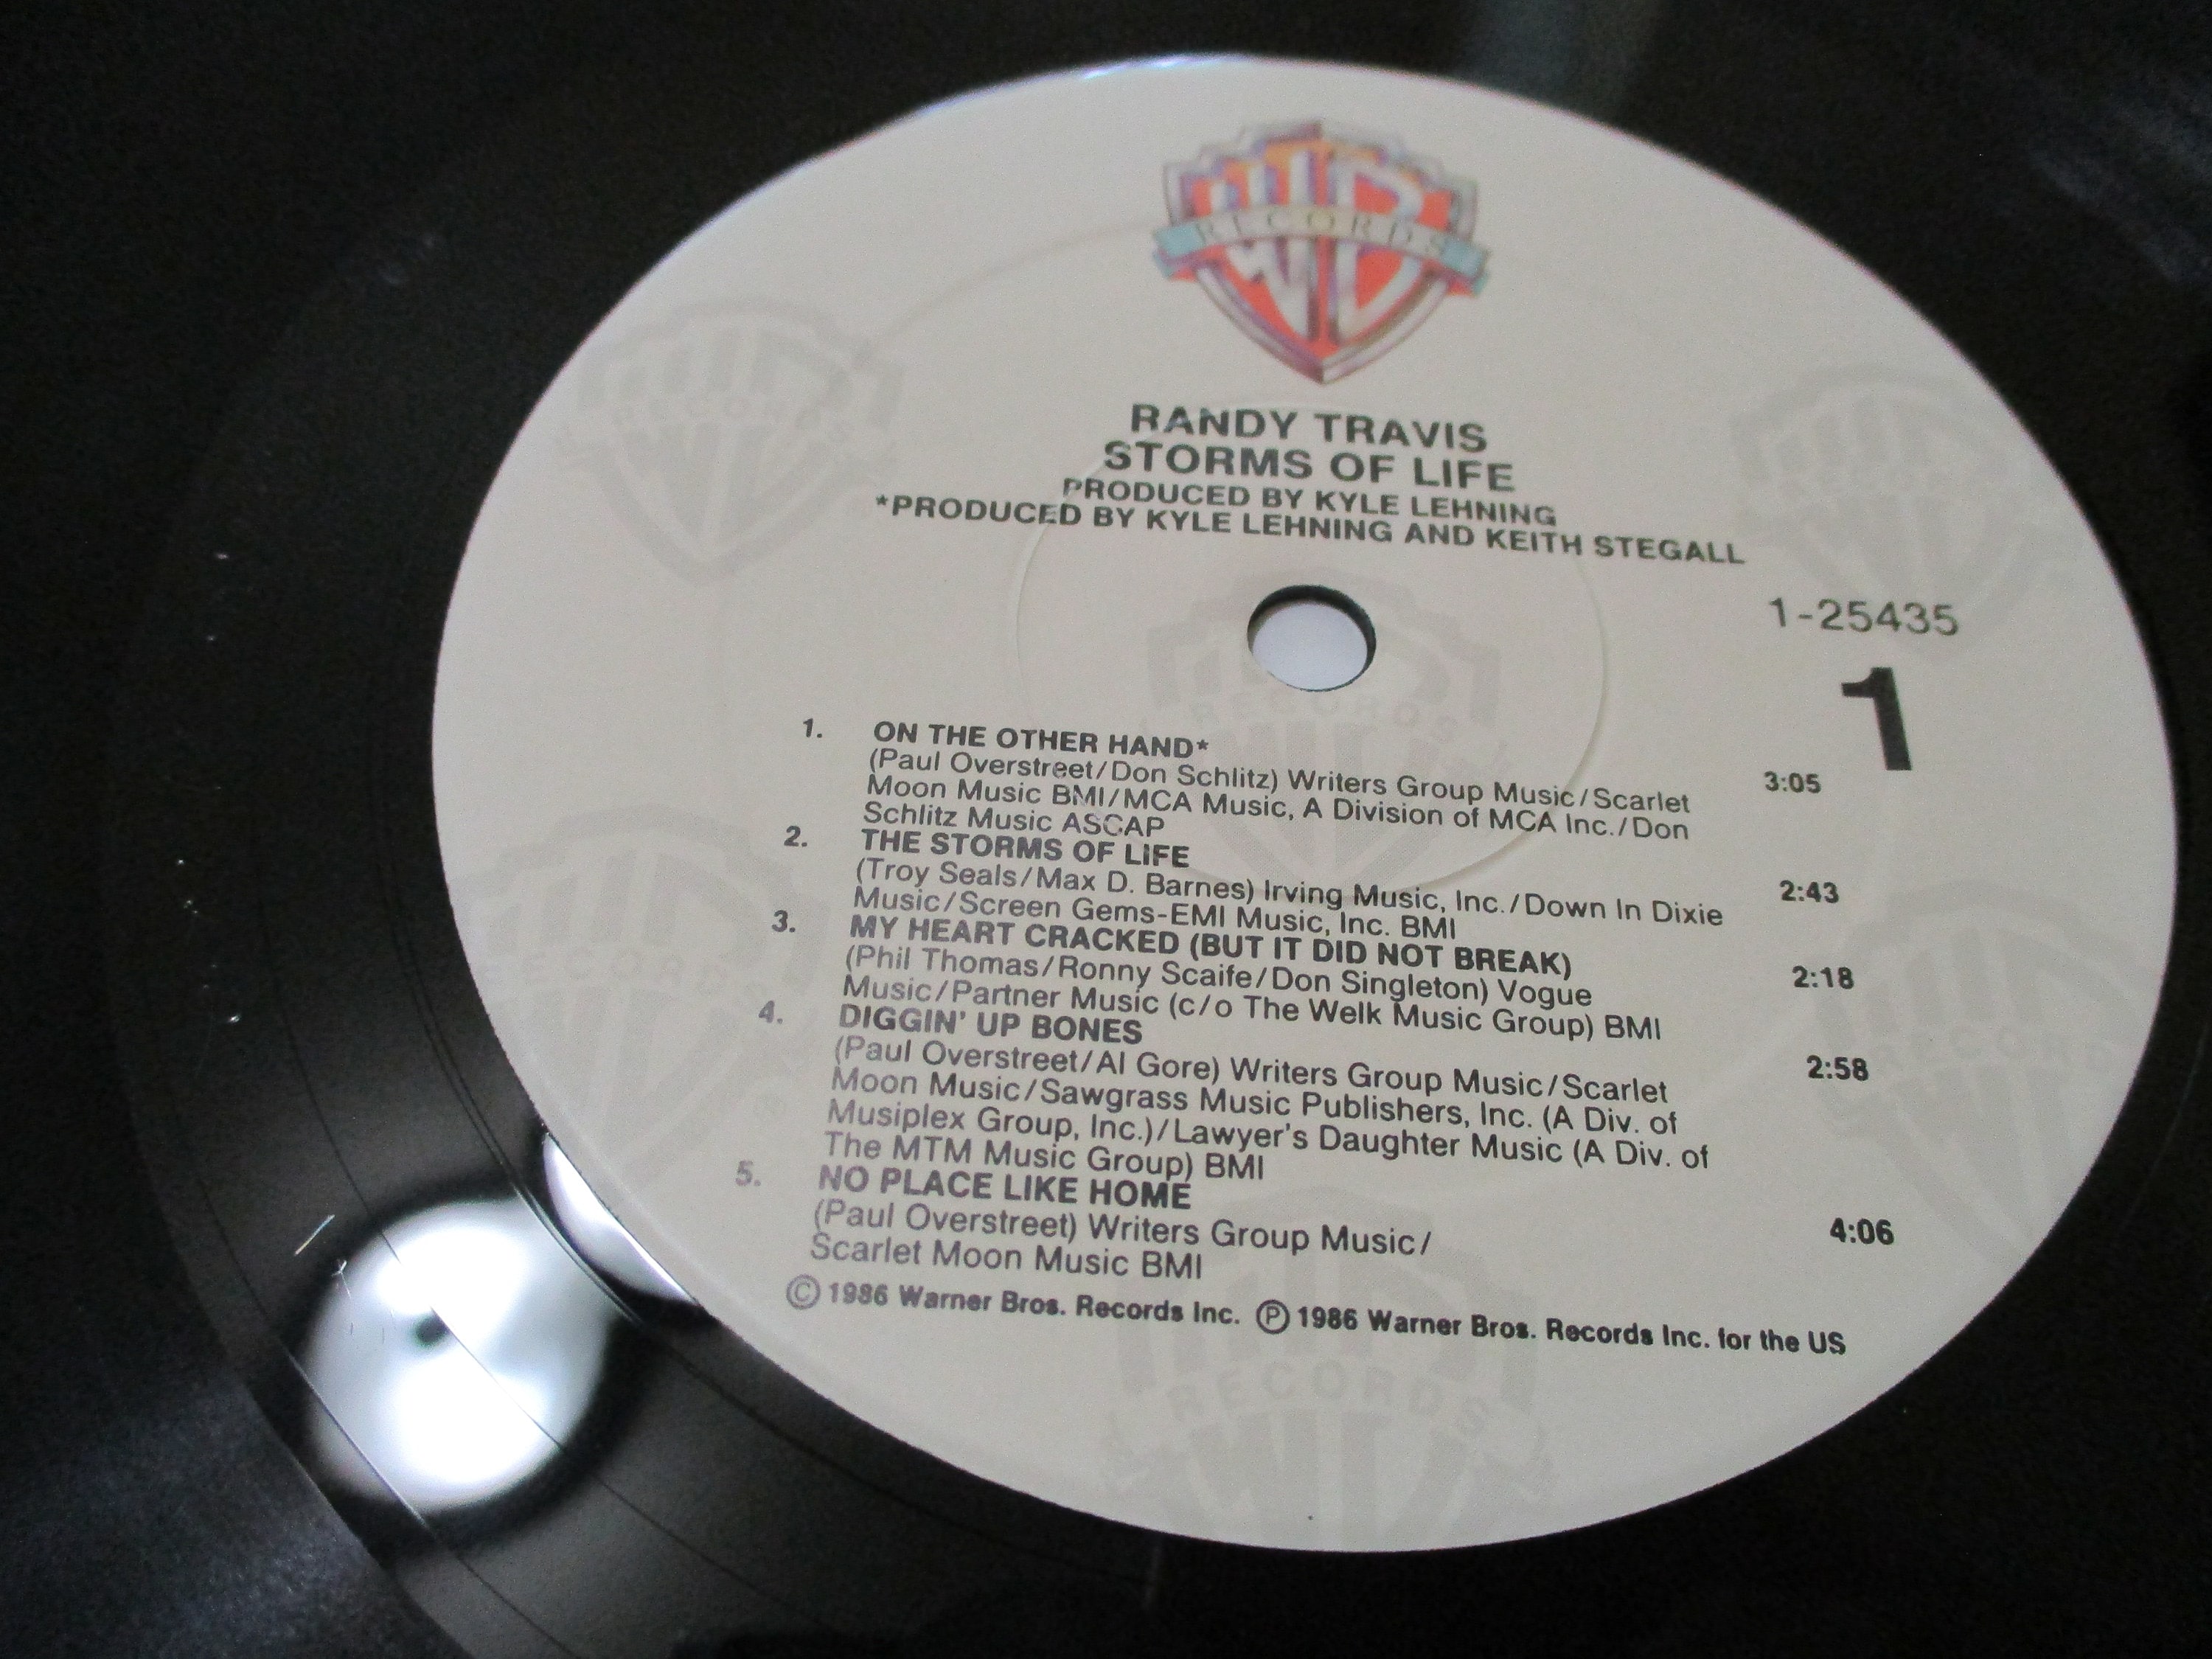 WB
RECORDS
RANDY TRAVIS
STORMS OF LIFE
PRODUCED BY KYLE LEHNING
*PRODUCED BY KYLE LEHNING AND KEITH STEGALL
1-25435
1
1. ON THE OTHER HAND*
(Paul Overstreet/Don Schlitz) Writers Group Music/Scarlet 3:05
Moon Music BMI/MCA Music, A Division of MCA Inc./Don
Schlitz Music ASCAP
2. THE STORMS OF LIFE
(Troy Seals/Max D. Barnes) Irving Music, Inc./Down In Dixie 2:43
Music/Screen Gems-EMI Music, Inc. BMI
3. MY HEART CRACKED (BUT IT DID NOT BREAK)
(Phil Thomas/Ronny Scaife/Don Singleton) Vogue 2:18
Music/Partner Music (c/o The Welk Music Group) BMI
4. DIGGIN' UP BONES
(Paul Overstreet/Al Gore) Writers Group Music/Scarlet 2:58
Moon Music/Sawgrass Music Publishers, Inc. (A Div. of
Musiplex Group, Inc.)/Lawyer's Daughter Music (A Div. of
The MTM Music Group) BMI
5. NO PLACE LIKE HOME
(Paul Overstreet) Writers Group Music/ 4:06
Scarlet Moon Music BMI
©1986 Warner Bros. Records Inc. ℗1986 Warner Bros. Records Inc. for the US